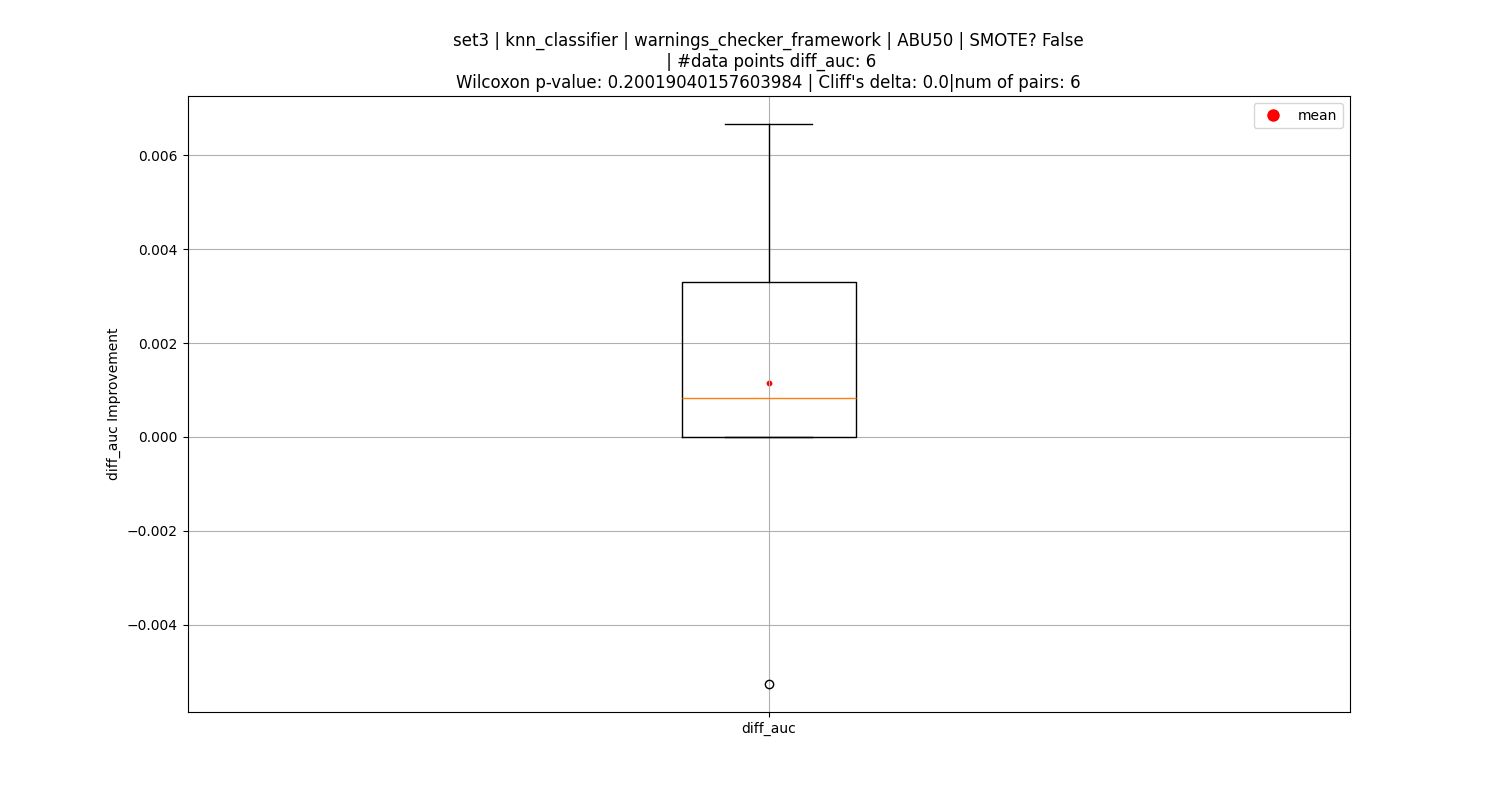 set3 | knn_classifier | warnings_checker_framework | ABU50 | SMOTE? False
| #data points diff_auc: 6
Wilcoxon p-value: 0.20019040157603984 | Cliff's delta: 0.0|num of pairs: 6
mean
0.006
0.004
0.002
0.000
−0.002
−0.004
diff_auc Improvement
diff_auc